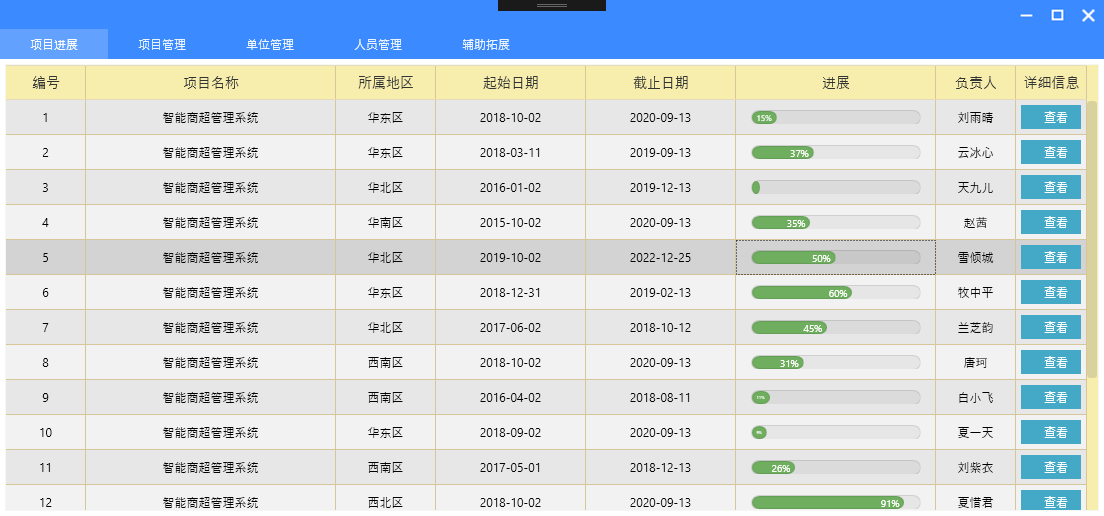 项目进展 项目管理 单位管理 人员管理 辅助拓展
编号 项目名称 所属地区 起始日期 截止日期 进展 负责人 详细信息
1 智能商超管理系统 华东区 2018-10-02 2020-09-13 15% 刘雨晴 查看
2 智能商超管理系统 华东区 2018-03-11 2019-09-13 37% 云冰心 查看
3 智能商超管理系统 华北区 2016-01-02 2019-12-13 天九儿 查看
4 智能商超管理系统 华南区 2015-10-02 2020-09-13 35% 赵茜 查看
5 智能商超管理系统 华北区 2019-10-02 2022-12-25 50% 雪倾城 查看
6 智能商超管理系统 华东区 2018-12-31 2019-02-13 60% 牧中平 查看
7 智能商超管理系统 华北区 2017-06-02 2018-10-12 45% 兰芝韵 查看
8 智能商超管理系统 西南区 2018-10-02 2020-09-13 31% 唐珂 查看
9 智能商超管理系统 西南区 2016-04-02 2018-08-11 11% 白小飞 查看
10 智能商超管理系统 华东区 2018-09-02 2020-09-13 夏一天 查看
11 智能商超管理系统 西南区 2017-05-01 2018-12-13 26% 刘紫衣 查看
12 智能商超管理系统 西北区 2018-10-02 2020-09-13 91% 夏惜君 查看